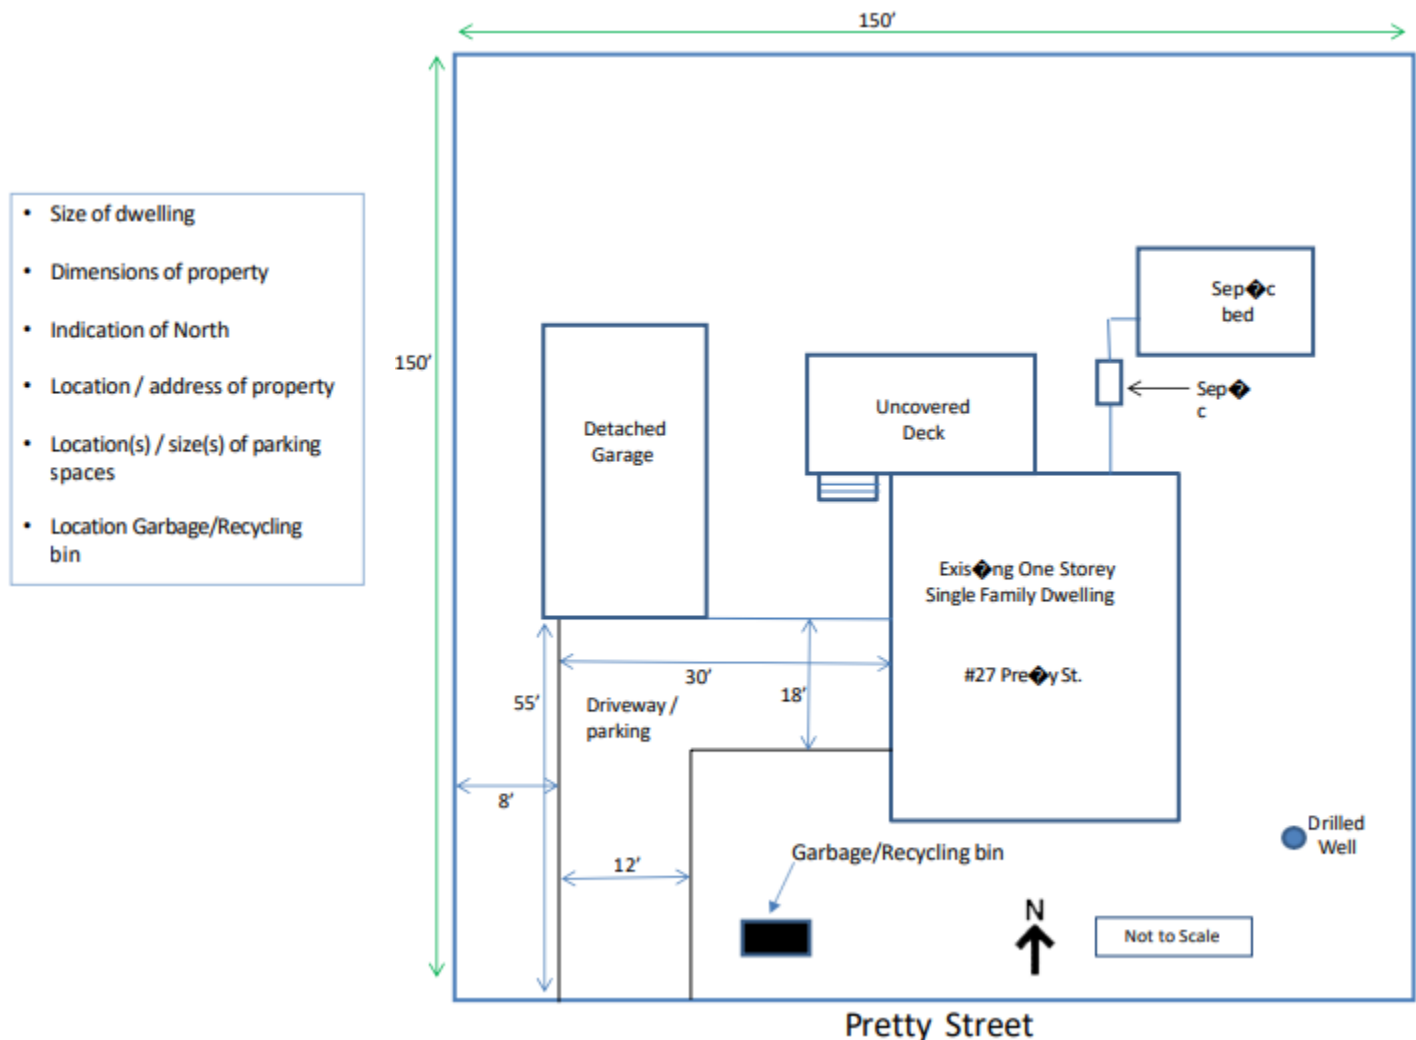 150’
• Size of dwelling
• Dimensions of property
• Indication of North
• Location / address of property
• Location(s) / size(s) of parking
spaces
• Location Garbage/Recycling
bin
150’
Sep�c
bed
Sep�
c
Uncovered
Deck
Detached
Garage
Exis�ng One Storey
Single Family Dwelling
#27 Pre�y St.
30’
18’
55’
Driveway /
parking
8’
12’
Garbage/Recycling bin
Drilled
Well
N
Not to Scale
Pretty Street